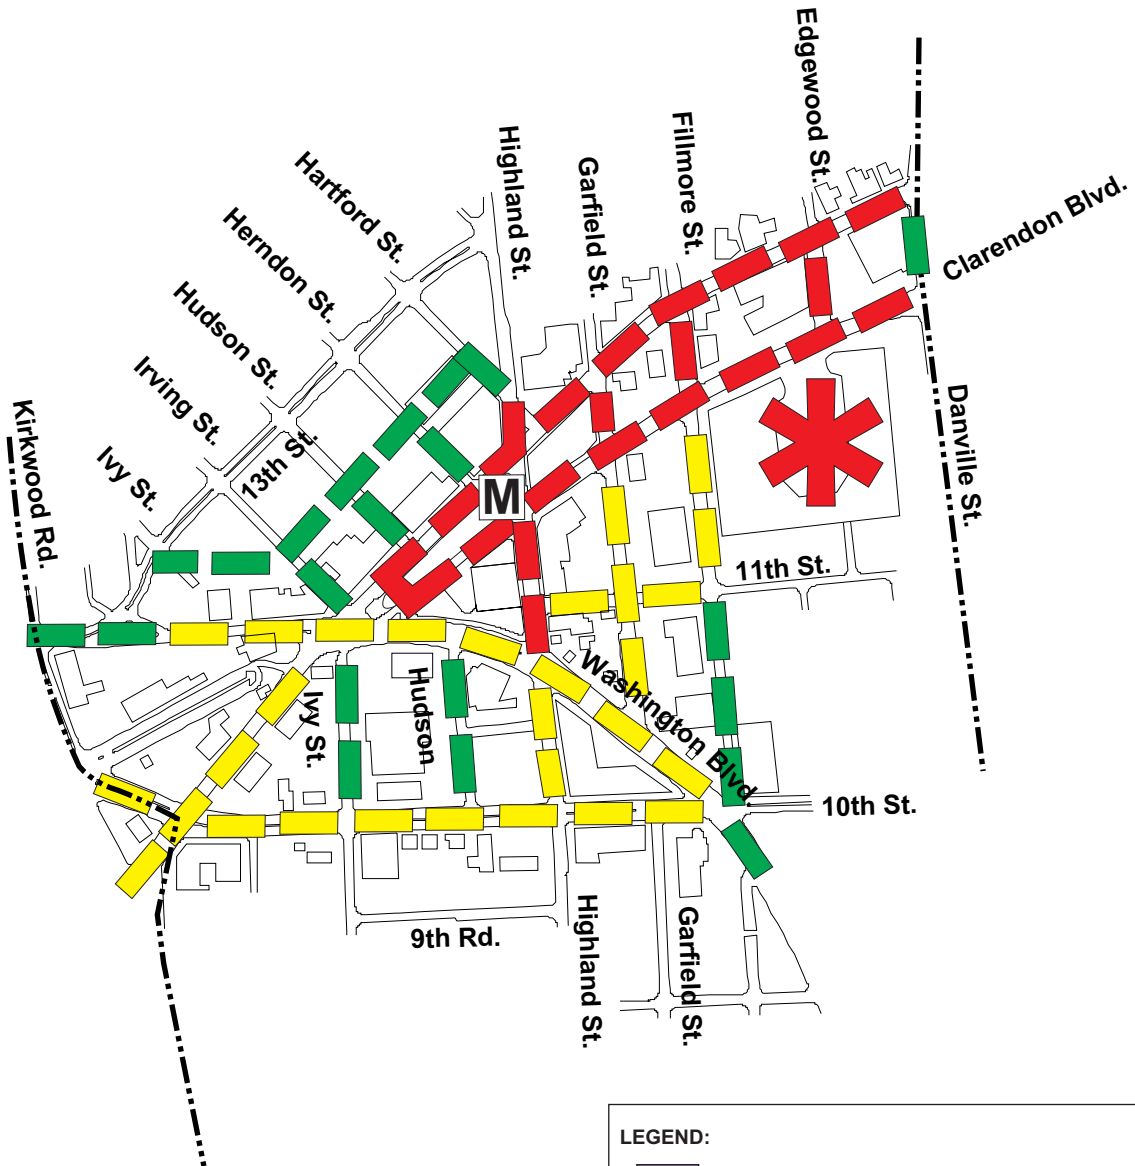 Edgewood St.
Fillmore St.
Highland St.
Garfield St.
Hartford St.
Herndon St.
Hudson St.
Irving St.
Ivy St.
13th St.
Kirkwood Rd.
Clarendon Blvd.
Danville St.
M
11th St.
Washington Blvd.
Hudson
Ivy St.
10th St.
9th Rd.
Highland St.
Garfield St.
LEGEND: